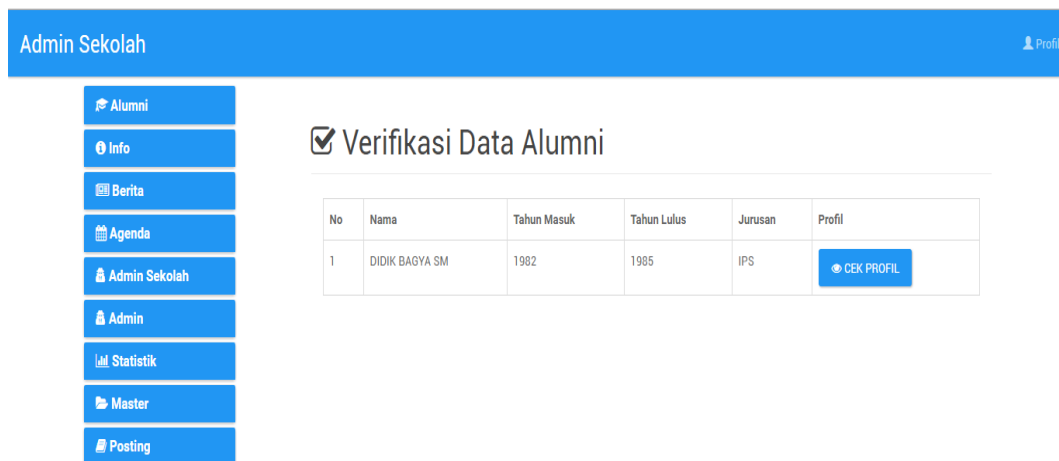 Admin Sekolah
Profil
Alumni
Info
Berita
Agenda
Admin Sekolah
Admin
Statistik
Master
Posting
Verifikasi Data Alumni
No Nama Tahun Masuk Tahun Lulus Jurusan Profil
1 DIDIK BAGYA SM 1982 1985 IPS CEK PROFIL